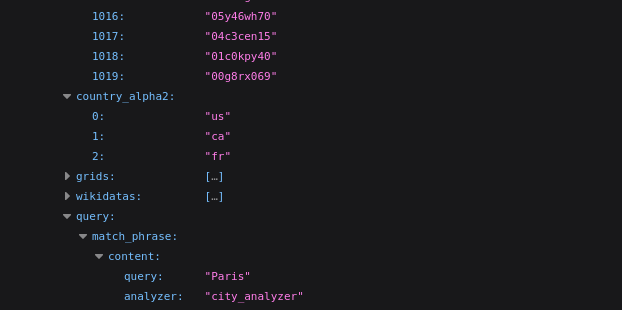 1016: "05y46wh70"
1017: "04c3cen15"
1018: "01c0kpy40"
1019: "00g8rx069"
country_alpha2:
0: "us"
1: "ca"
2: "fr"
grids: […]
wikidatas: […]
query:
match_phrase:
content:
query: "Paris"
analyzer: "city_analyzer"